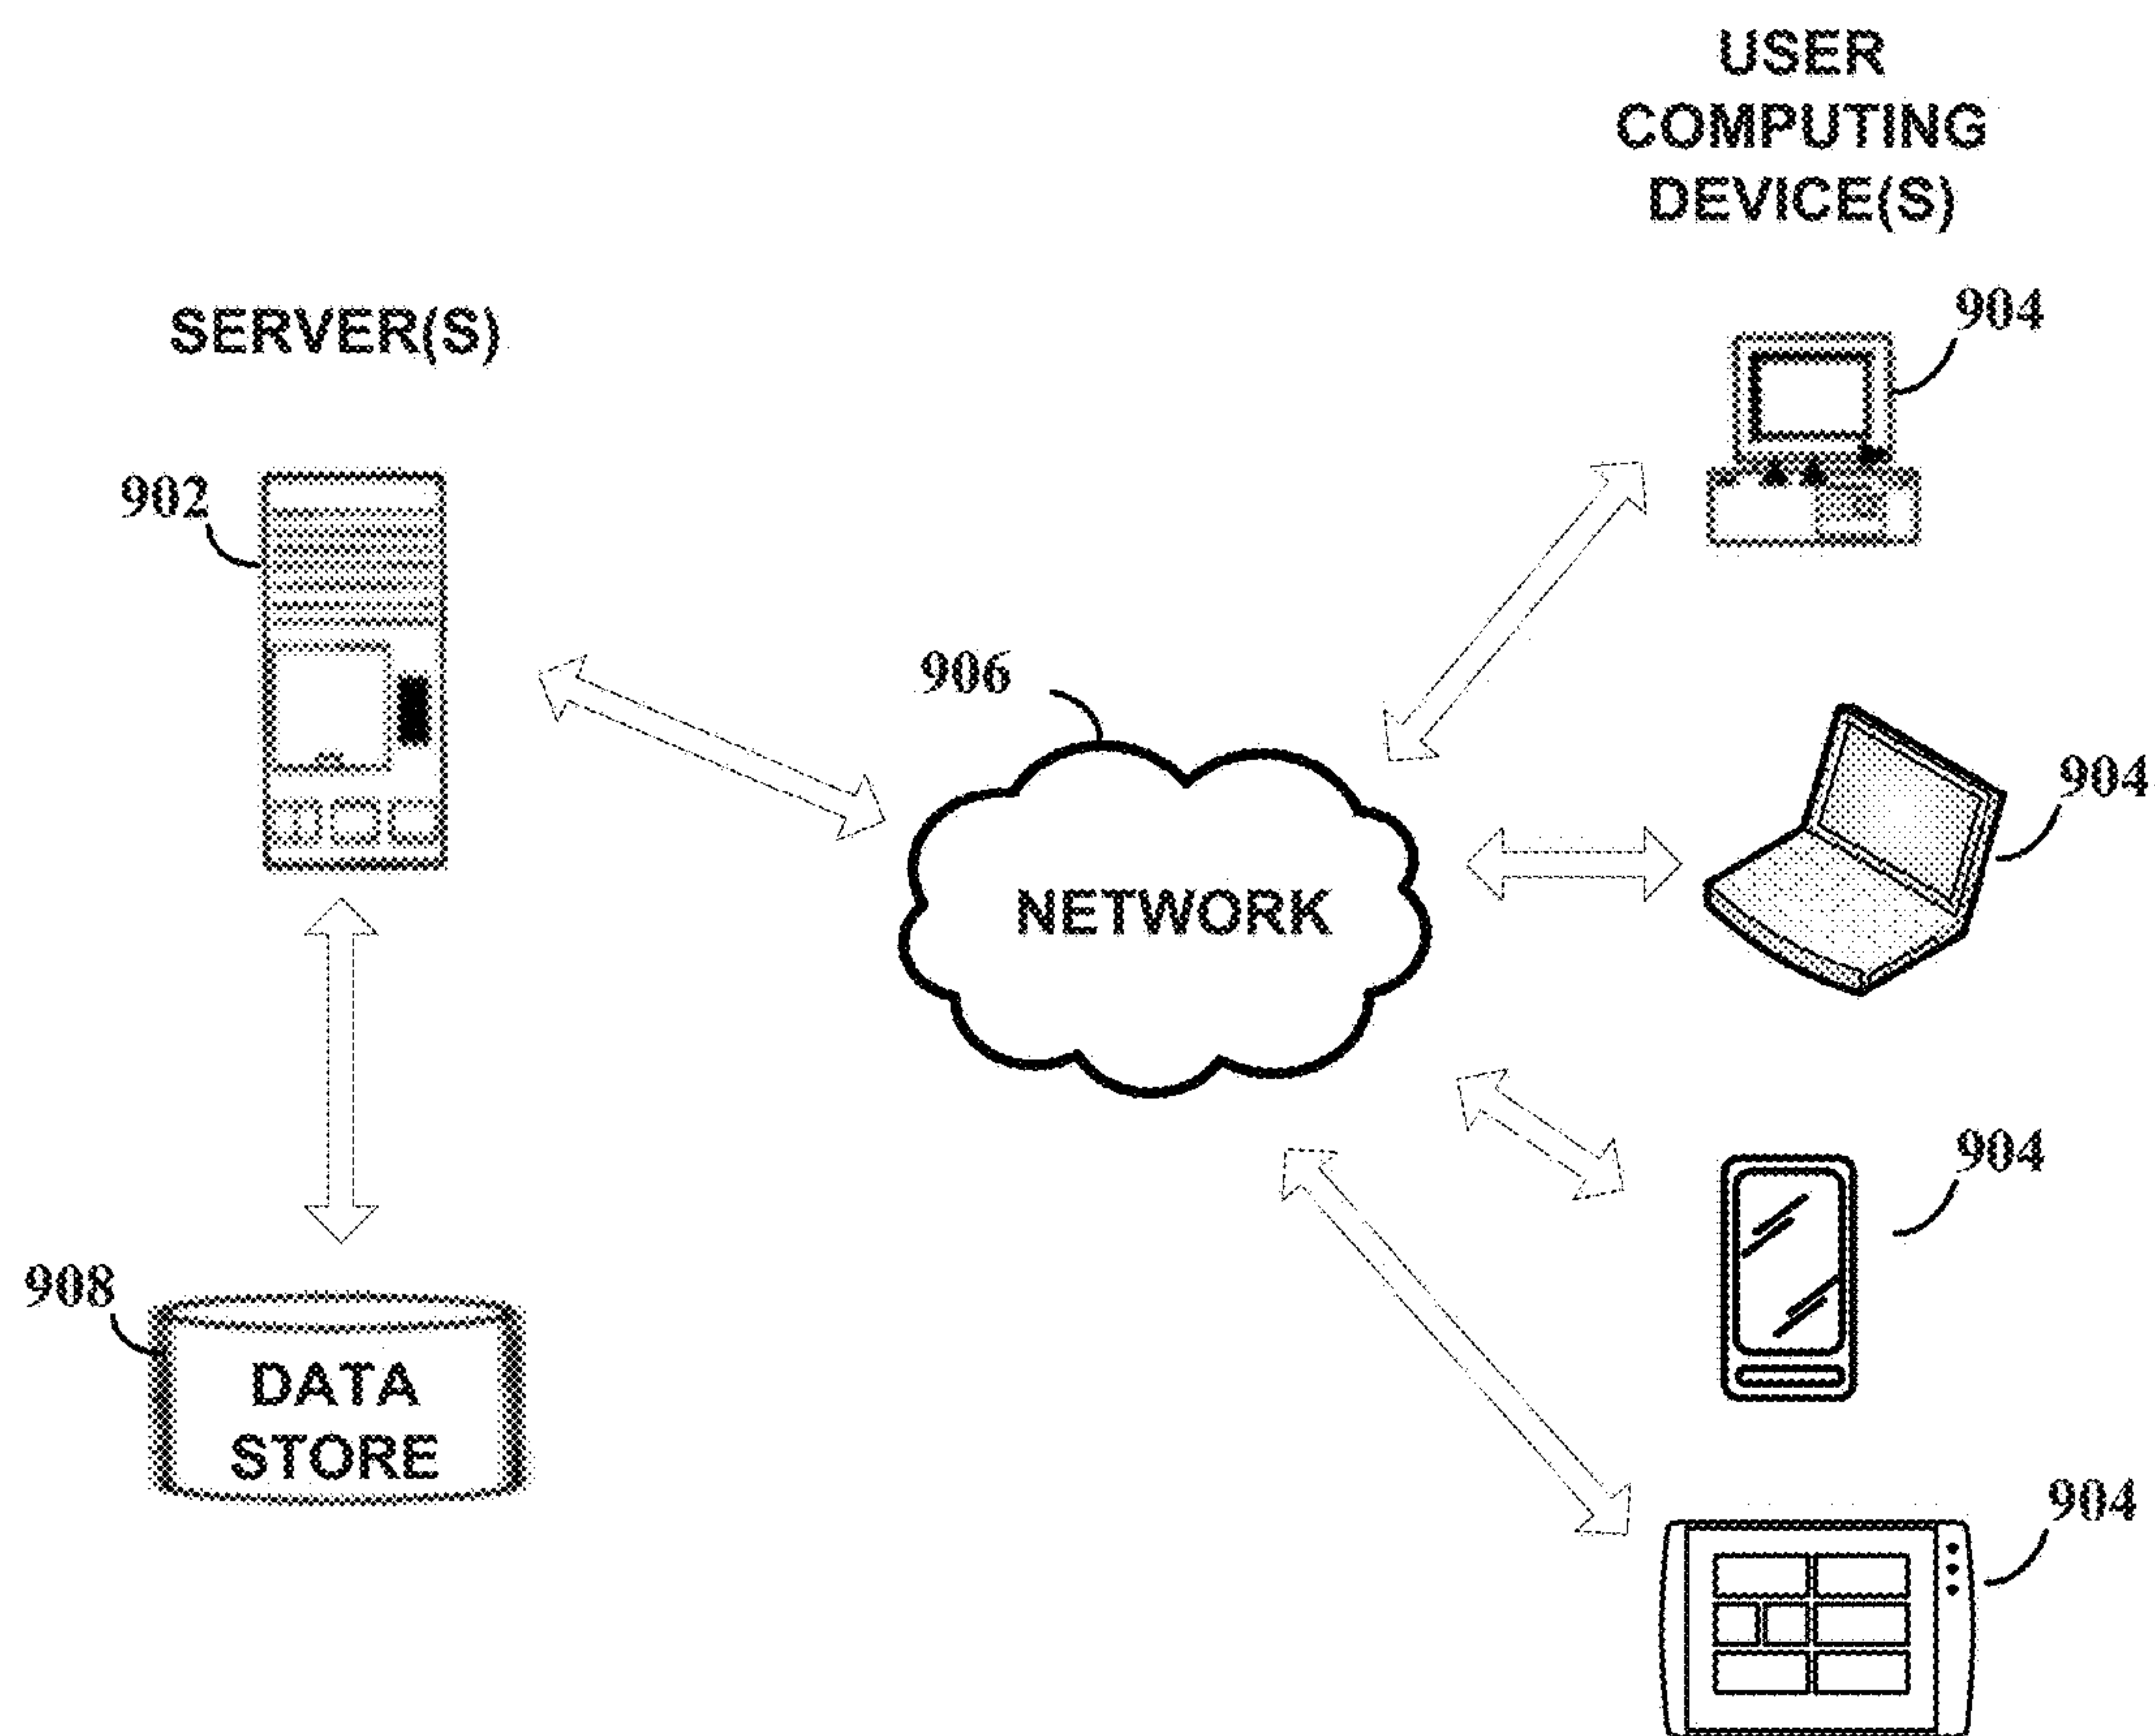 USER
COMPUTING
DEVICE(S)
904
SERVER(S)
902
906
904
NETWORK
904
908
DATA
STORE
904